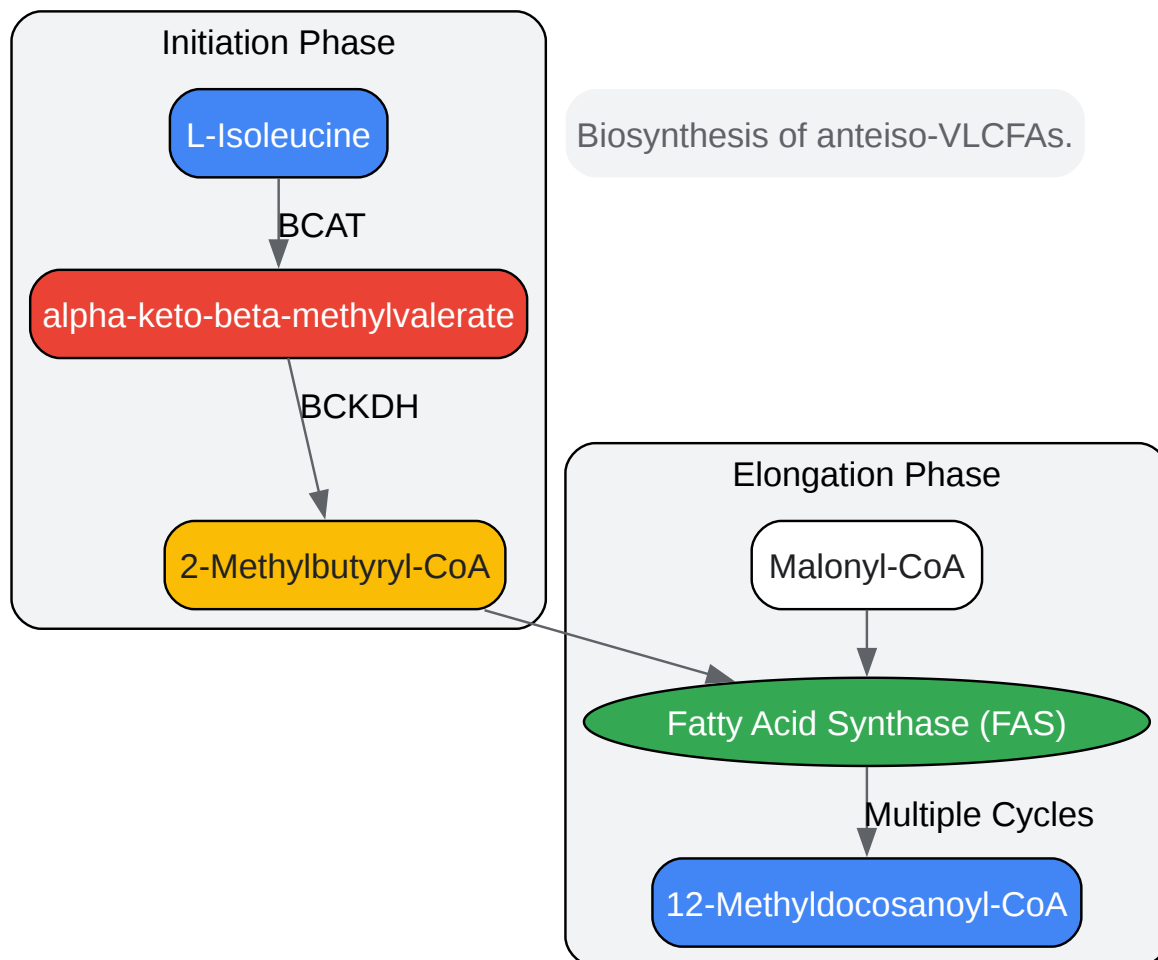 Initiation Phase
L-Isoleucine
Biosynthesis of anteiso-VLCFAs.
BCAT
alpha-keto-beta-methylvalerate
BCKDH
2-Methylbutyryl-CoA
Elongation Phase
Malonyl-CoA
Fatty Acid Synthase (FAS)
Multiple Cycles
12-Methyldocosanoyl-CoA